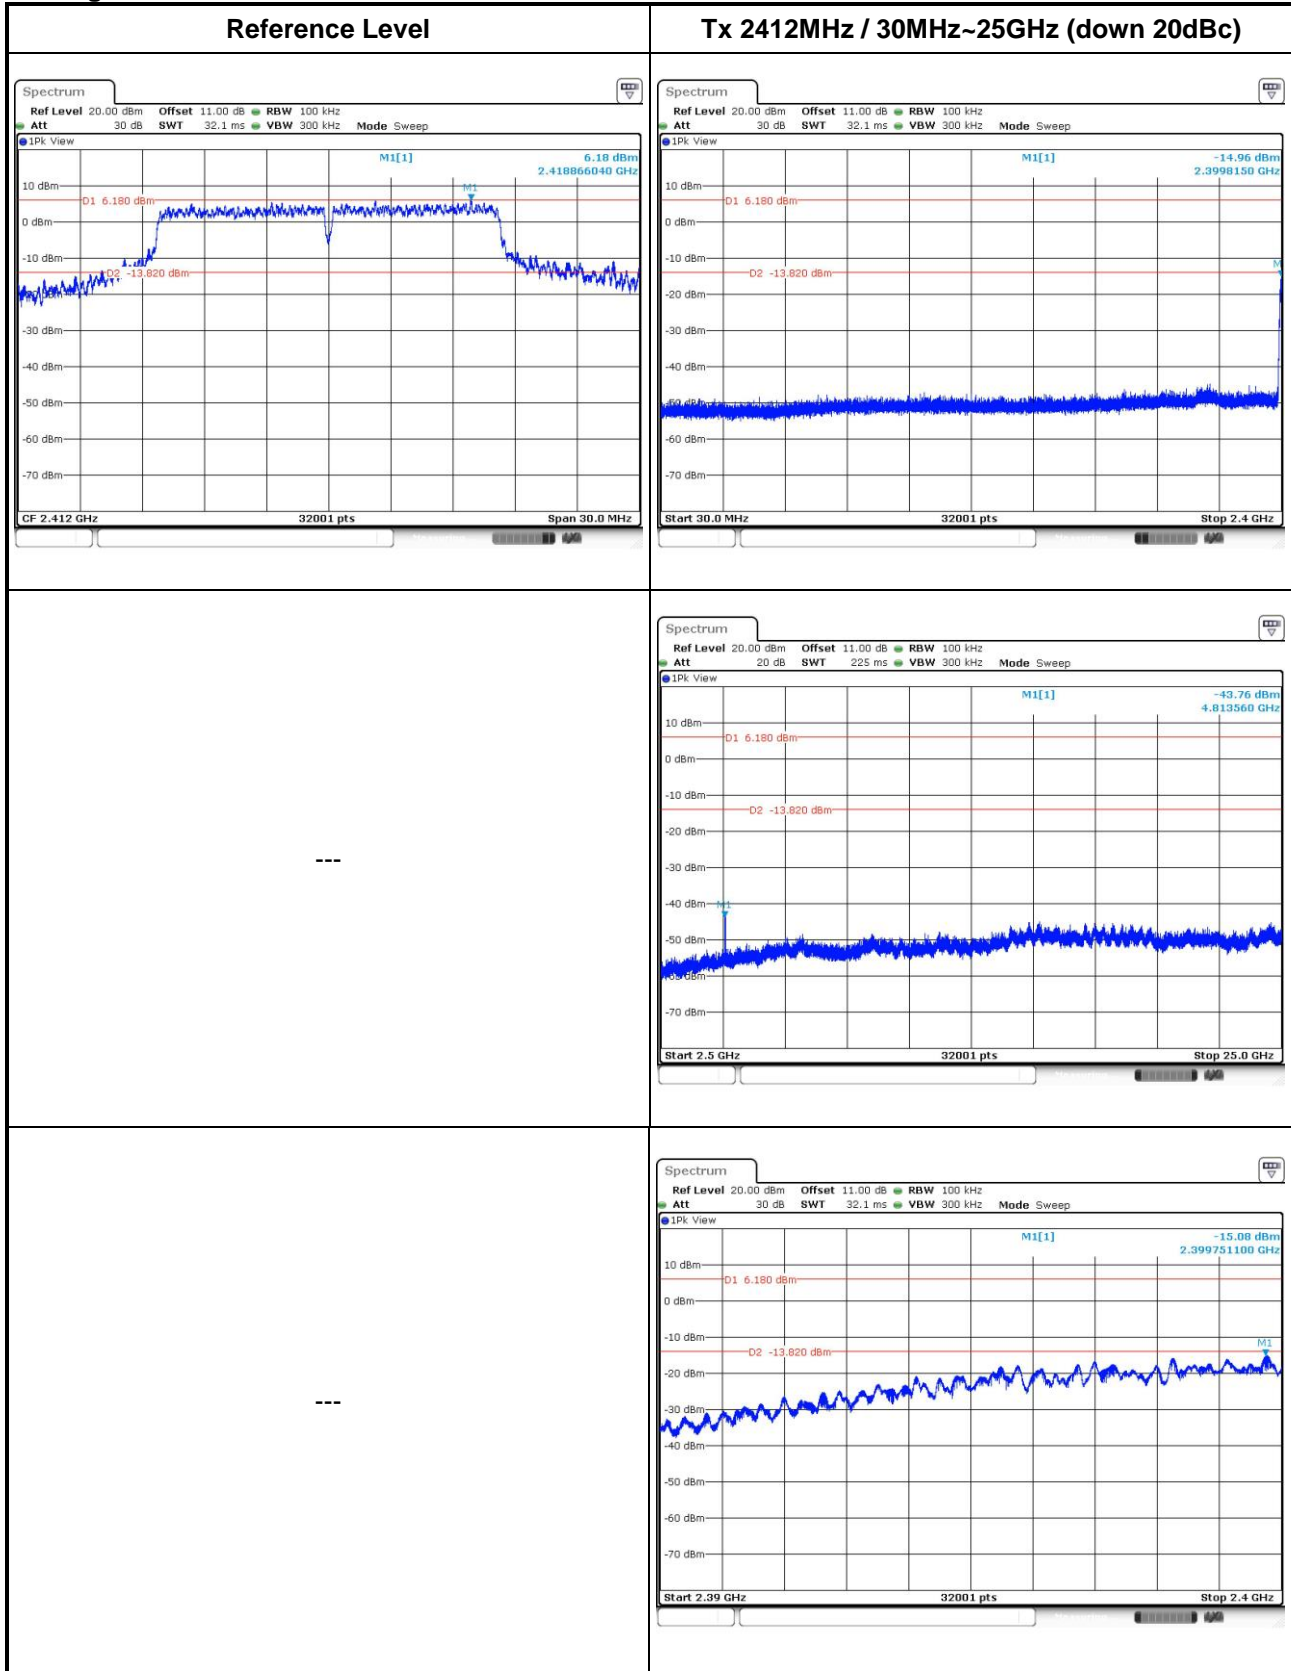 Reference Level
Tx 2412MHz / 30MHz~25GHz (down 20dBc)
Spectrum
Ref Level 20.00 dBm Offset 11.00 dB RBW 100 kHz
Att 30 dB SWT 32.1 ms VBW 300 kHz Mode Sweep
1Pk View
M1[1] 6.18 dBm
2.418866040 GHz
10 dBm
M1
D1 6.180 dBm
0 dBm
-10 dBm
D2 -13.820 dBm
-30 dBm
-40 dBm
-50 dBm
-60 dBm
-70 dBm
CF 2.412 GHz 32001 pts Span 30.0 MHz
Spectrum
Ref Level 20.00 dBm Offset 11.00 dB RBW 100 kHz
Att 30 dB SWT 32.1 ms VBW 300 kHz Mode Sweep
1Pk View
M1[1] -14.96 dBm
2.3998150 GHz
10 dBm
D1 6.180 dBm
0 dBm
-10 dBm
D2 -13.820 dBm
-20 dBm
-30 dBm
-40 dBm
-60 dBm
-70 dBm
Start 30.0 MHz 32001 pts Stop 2.4 GHz
---
Spectrum
Ref Level 20.00 dBm Offset 11.00 dB RBW 100 kHz
Att 20 dB SWT 225 ms VBW 300 kHz Mode Sweep
1Pk View
M1[1] -43.76 dBm
4.813560 GHz
10 dBm
D1 6.180 dBm
0 dBm
-10 dBm
D2 -13.820 dBm
-20 dBm
-30 dBm
-40 dBm
M1
-50 dBm
-70 dBm
Start 2.5 GHz 32001 pts Stop 25.0 GHz
---
Spectrum
Ref Level 20.00 dBm Offset 11.00 dB RBW 100 kHz
Att 30 dB SWT 32.1 ms VBW 300 kHz Mode Sweep
1Pk View
M1[1] -15.08 dBm
2.399751100 GHz
10 dBm
D1 6.180 dBm
0 dBm
-10 dBm
M1
D2 -13.820 dBm
-20 dBm
-30 dBm
-40 dBm
-50 dBm
-60 dBm
-70 dBm
Start 2.39 GHz 32001 pts Stop 2.4 GHz